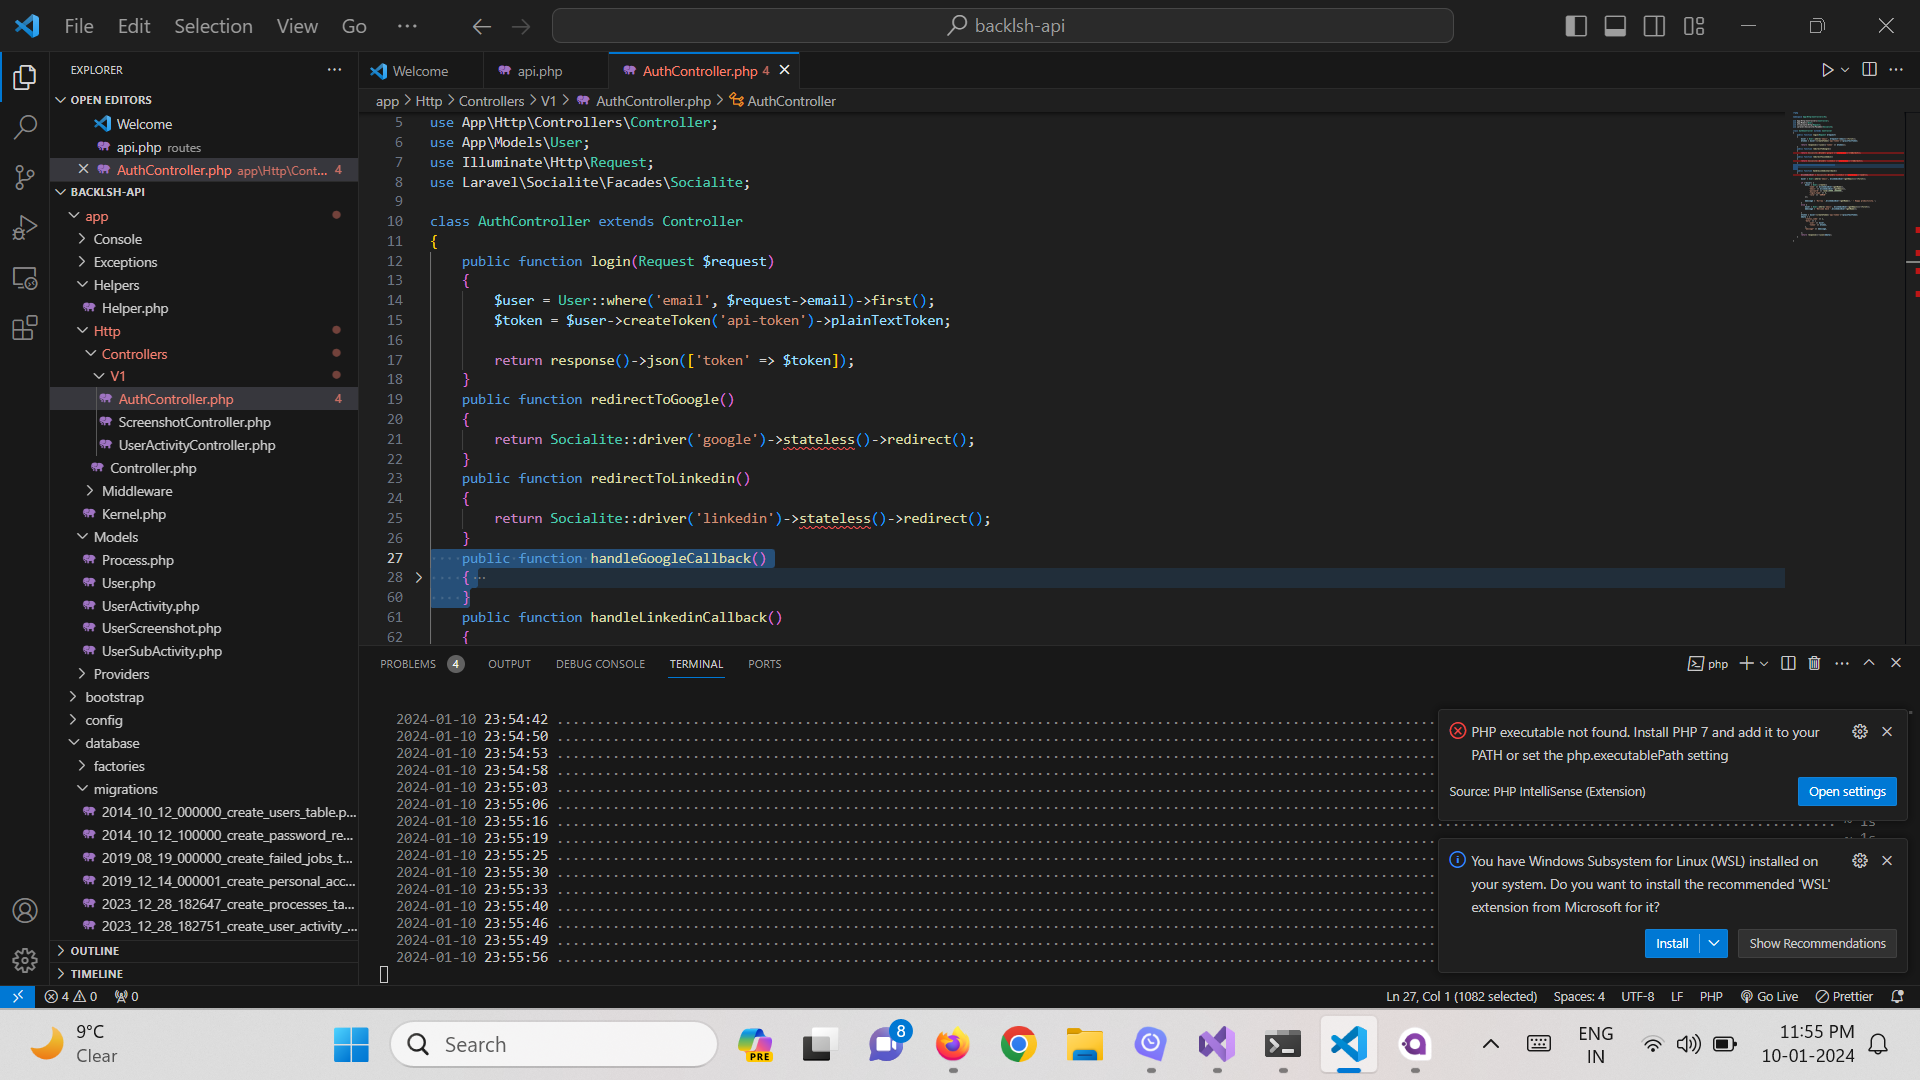 File Edit Selection View Go ...
backlsh-api
EXPLORER
OPEN EDITORS
Welcome
api.php routes
AuthController.php app\Http\Cont... 4
BACKLSH-API
app
Console
Exceptions
Helpers
Helper.php
Http
Controllers
V1
AuthController.php 4
ScreenshotController.php
UserActivityController.php
Controller.php
Middleware
Kernel.php
Models
Process.php
User.php
UserActivity.php
UserScreenshot.php
UserSubActivity.php
Providers
bootstrap
config
database
factories
migrations
2014_10_12_000000_create_users_table.p...
2014_10_12_100000_create_password_re...
2019_08_19_000000_create_failed_jobs_t...
2019_12_14_000001_create_personal_acc...
2023_12_28_182647_create_processes_ta...
2023_12_28_182751_create_user_activity_...
OUTLINE
TIMELINE
Welcome api.php AuthController.php 4
app > Http > Controllers > V1 > AuthController.php > AuthController
5 use App\Http\Controllers\Controller;
6 use App\Models\User;
7 use Illuminate\Http\Request;
8 use Laravel\Socialite\Facades\Socialite;
9
10 class AuthController extends Controller
11 {
12 public function login(Request $request)
13 {
14 $user = User::where('email', $request->email)->first();
15 $token = $user->createToken('api-token')->plainTextToken;
16
17 return response()->json(['token' => $token]);
18 }
19 public function redirectToGoogle()
20 {
21 return Socialite::driver('google')->stateless()->redirect();
22 }
23 public function redirectToLinkedin()
24 {
25 return Socialite::driver('linkedin')->stateless()->redirect();
26 }
27 public function handleGoogleCallback()
28 { ...
60 }
61 public function handleLinkedinCallback()
62 {
PROBLEMS 4 OUTPUT DEBUG CONSOLE TERMINAL PORTS
php
2024-01-10 23:54:42
2024-01-10 23:54:50
2024-01-10 23:54:53
2024-01-10 23:54:58
2024-01-10 23:55:03
2024-01-10 23:55:06
2024-01-10 23:55:16 ~ 1s
2024-01-10 23:55:19
2024-01-10 23:55:25
2024-01-10 23:55:30
2024-01-10 23:55:33
2024-01-10 23:55:40
2024-01-10 23:55:46
2024-01-10 23:55:49
2024-01-10 23:55:56
PHP executable not found. Install PHP 7 and add it to your
PATH or set the php.executablePath setting
Source: PHP IntelliSense (Extension)
Open settings
You have Windows Subsystem for Linux (WSL) installed on
your system. Do you want to install the recommended 'WSL'
extension from Microsoft for it?
Install Show Recommendations
4 0 0
Ln 27, Col 1 (1082 selected) Spaces: 4 UTF-8 LF PHP Go Live Prettier
9°C
Clear
Search
PRE
8
ENG
IN
11:55 PM
10-01-2024